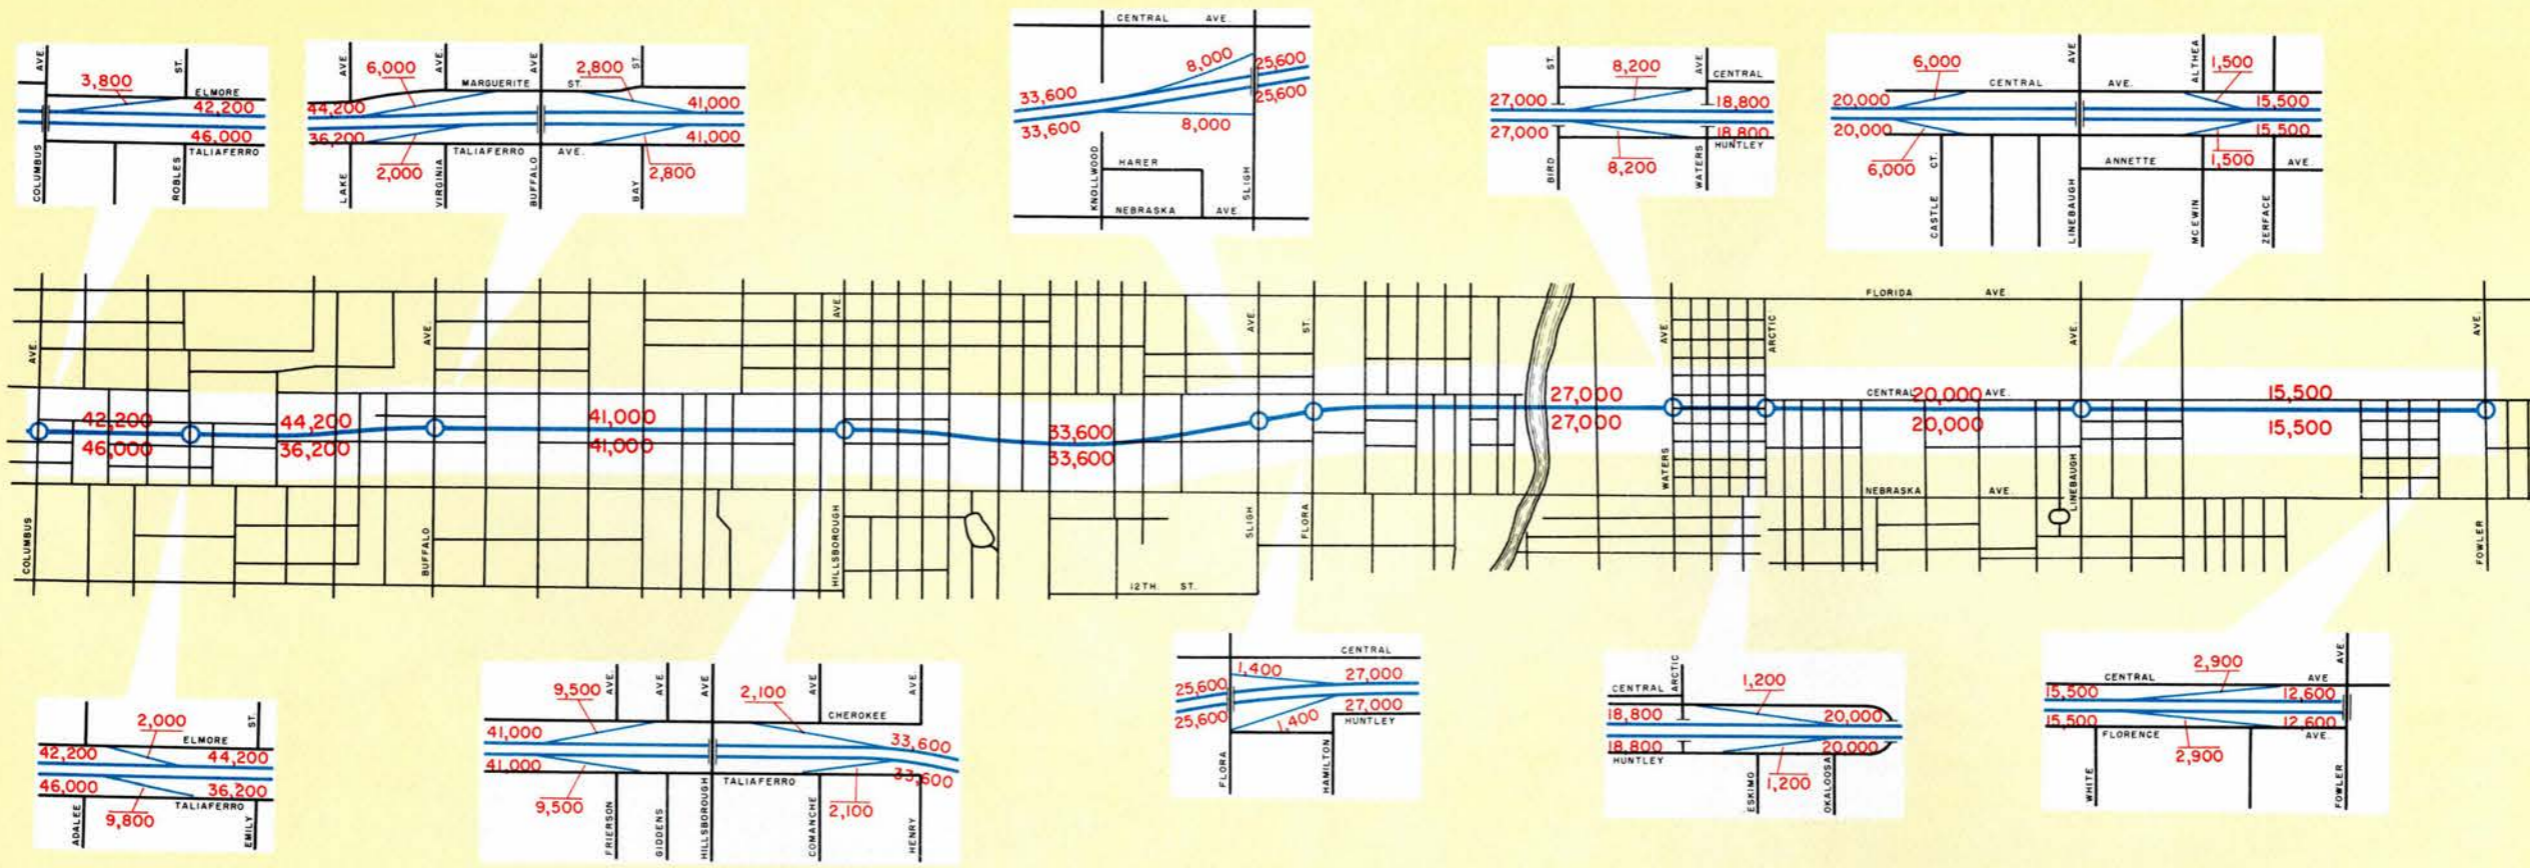 AVE.
3,800
ST.
ELMORE
42,200
46,000
TALIAFERRO
COLUMBUS
ROBLES
AVE.
6,000
AVE.
AVE
2,800
ST.
MARGUERITE ST.
44,200
41,000
36,200
41,000
TALIAFERRO AVE.
2,000
2,800
LAKE
VIRGINIA
BUFFALO
BAY
CENTRAL AVE.
8,000
25,600
33,600
25,600
33,600
8,000
KNOLLWOOD
HARER
SLIGH
NEBRASKA AVE.
ST.
8,200
AVE
CENTRAL
27,000
18,800
27,000
18,800
HUNTLEY
8,200
BIRD
WATERS
6,000
AVE
ALTHEA
1,500
CENTRAL AVE.
20,000
15,500
20,000
15,500
6,000
1,500
ANNETTE AVE.
CASTLE CT.
LINEBAUGH
MC EWIN
ZERFACE
FLORIDA AVE.
AVE.
AVE.
AVE.
AVE.
ST.
AVE.
ARCTIC
AVE.
AVE.
CENTRAL AVE.
42,200
44,200
41,000
33,600
27,000
20,000
15,500
46,000
36,200
41,000
33,600
27,000
20,000
15,500
NEBRASKA AVE.
COLUMBUS
BUFFALO
HILLSBOROUGH
SLIGH
FLORA
WATERS
LINEBAUGH
FOWLER
12TH. ST.
2,000
ST.
ELMORE
42,200
44,200
46,000
36,200
TALIAFERRO
9,800
ADALEE
EMILY
9,500
AVE.
AVE.
AVE
2,100
AVE
AVE.
CHEROKEE
41,000
33,600
41,000
33,600
TALIAFERRO
9,500
2,100
FRIERSON
GIDDENS
HILLSBOROUGH
COMANCHE
HENRY
CENTRAL
1,400
25,600
27,000
25,600
27,000
1,400
HUNTLEY
FLORA
HAMILTON
ARCTIC
CENTRAL
1,200
18,800
20,000
18,800
20,000
HUNTLEY
1,200
ESKIMO
OKALOOSA
2,900
AVE
CENTRAL AVE
15,500
12,600
15,500
12,600
FLORENCE AVE.
2,900
WHITE
FOWLER